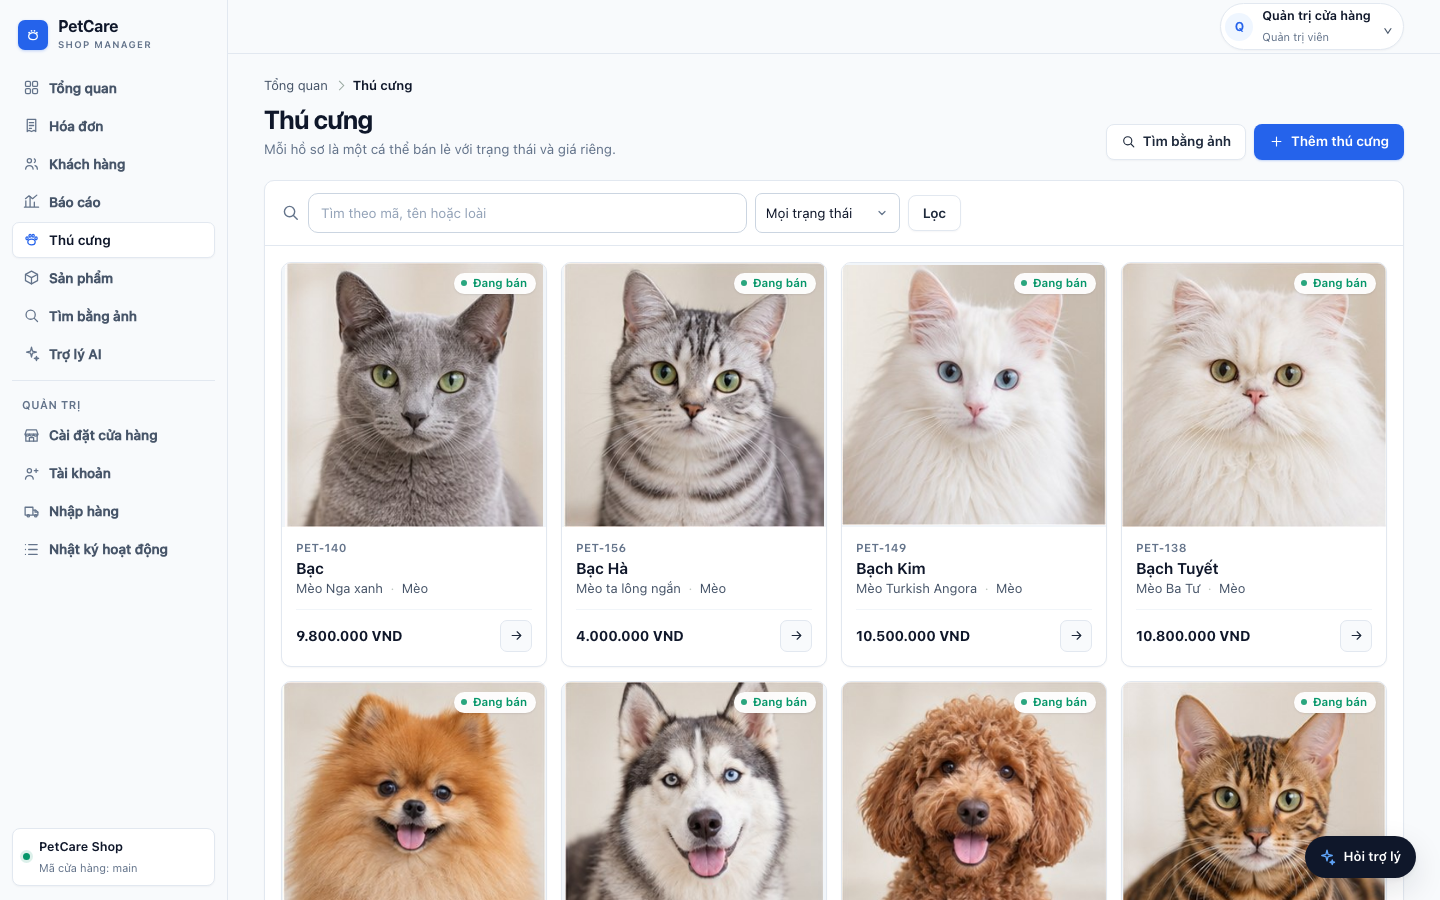 PetCare
SHOP MANAGER
Tổng quan
Hóa đơn
Khách hàng
Báo cáo
Thú cưng
Sản phẩm
Tìm bằng ảnh
Trợ lý AI
QUẢN TRỊ
Cài đặt cửa hàng
Tài khoản
Nhập hàng
Nhật ký hoạt động
PetCare Shop
Mã cửa hàng: main
Q
Quản trị cửa hàng
Quản trị viên
Tổng quan > Thú cưng
Thú cưng
Mỗi hồ sơ là một cá thể bán lẻ với trạng thái và giá riêng.
Tìm bằng ảnh
Thêm thú cưng
Tìm theo mã, tên hoặc loài
Mọi trạng thái
Lọc
Đang bán
PET-140
Bạc
Mèo Nga xanh · Mèo
9.800.000 VND
Đang bán
PET-156
Bạc Hà
Mèo ta lông ngắn · Mèo
4.000.000 VND
Đang bán
PET-149
Bạch Kim
Mèo Turkish Angora · Mèo
10.500.000 VND
Đang bán
PET-138
Bạch Tuyết
Mèo Ba Tư · Mèo
10.800.000 VND
Đang bán
Đang bán
Đang bán
Đang bán
Hỏi trợ lý